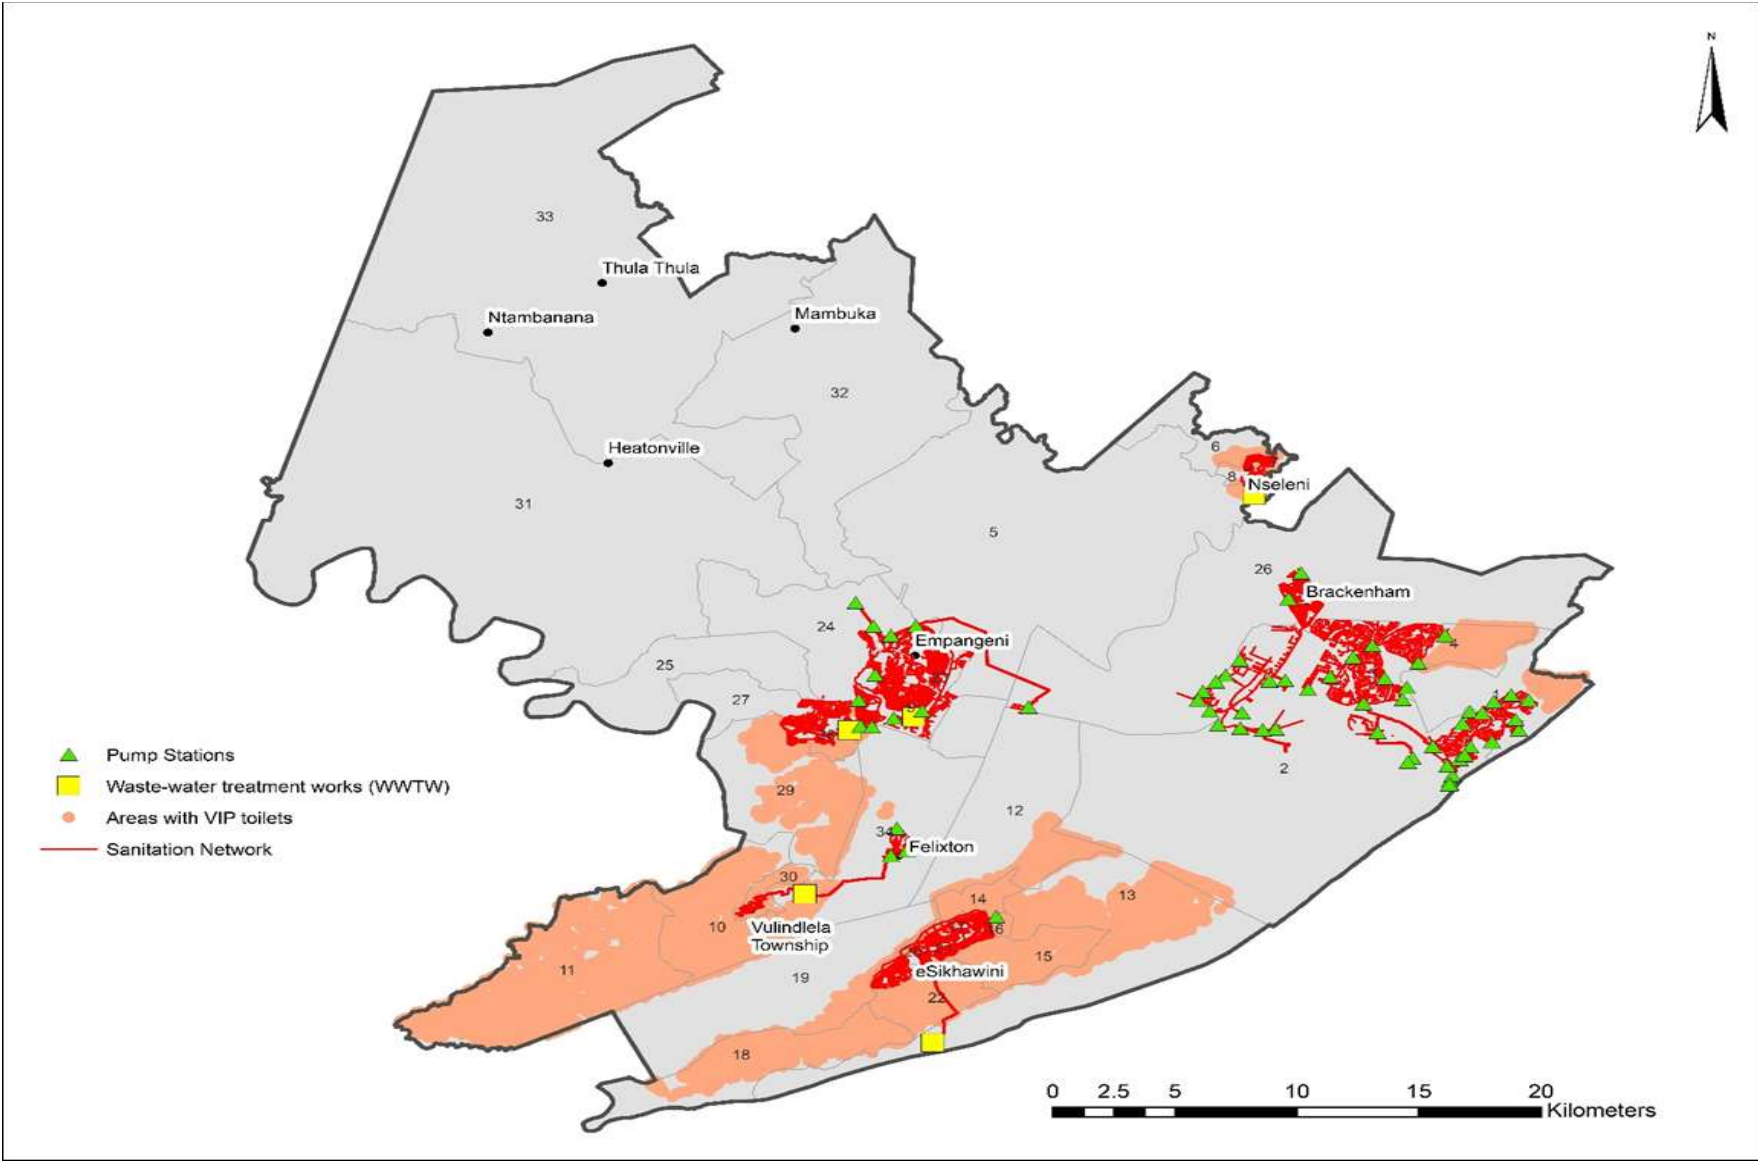 N
33
Thula Thula
Ntambanana
Mambuka
32
Heatonville
6
8
Nseleni
31
5
26
Brackenham
24
Empangeni
4
25
27
1
2
29
12
34
Felixton
30
14
13
10
Vulindlela
Township
16
15
11
19
eSikhawini
22
18
Pump Stations
Waste-water treatment works (WWTW)
Areas with VIP toilets
Sanitation Network
0 2.5 5 10 15 20
Kilometers